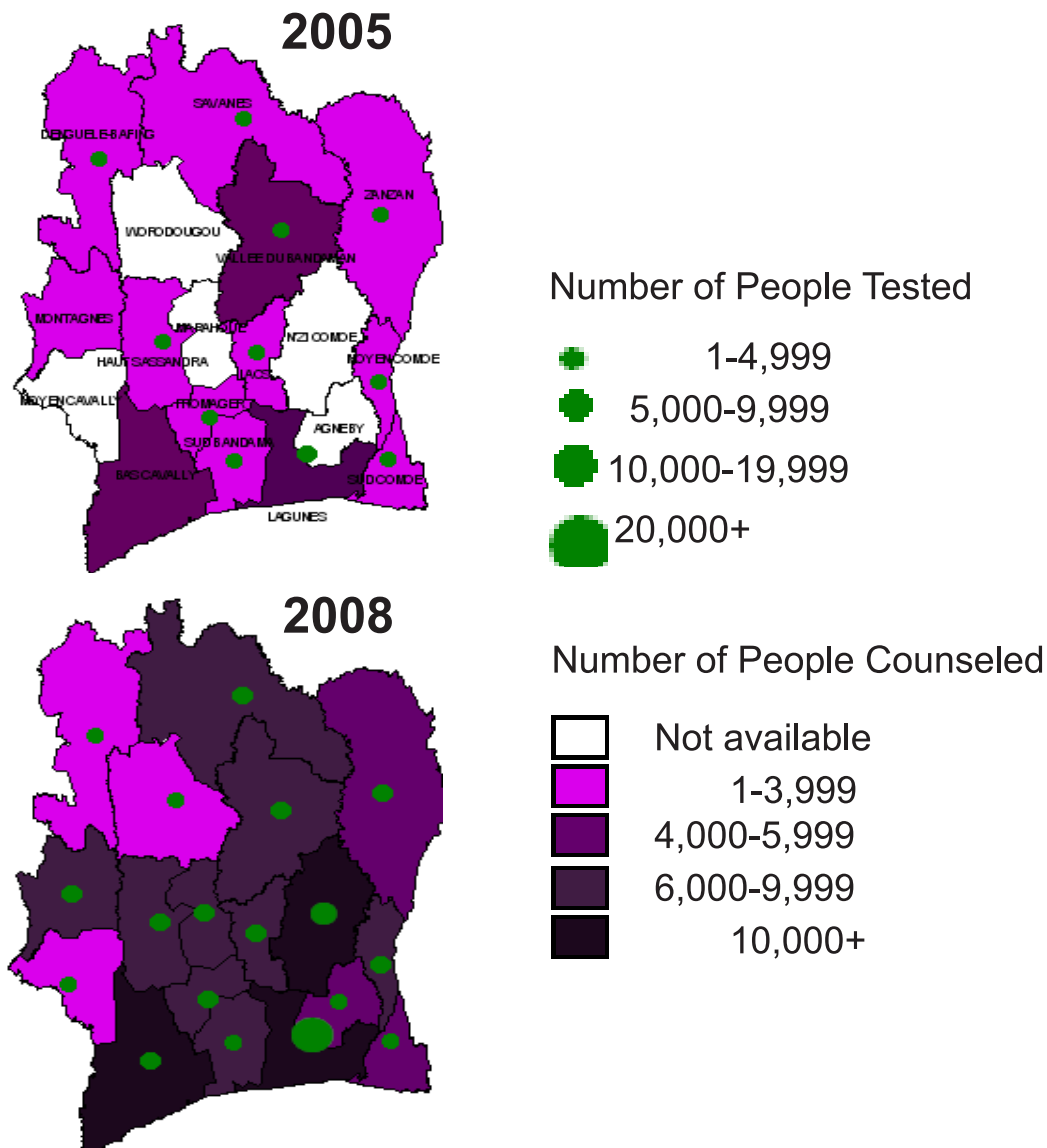 2005
SAVANES
DENGUELE-BAFING
ZANZAN
WORODOUGOU
VALLEE DU BANDAMAN
MONTAGNES
MARAHOUE
N'ZI COMOE
HAUT SASSANDRA
MOYEN COMOE
LACS
MOYEN CAVALLY
FROMAGER
AGNEBY
SUD BANDAMA
BAS CAVALLY
SUD COMOE
LAGUNES
Number of People Tested
1-4,999
5,000-9,999
10,000-19,999
20,000+
2008
Number of People Counseled
Not available
1-3,999
4,000-5,999
6,000-9,999
10,000+